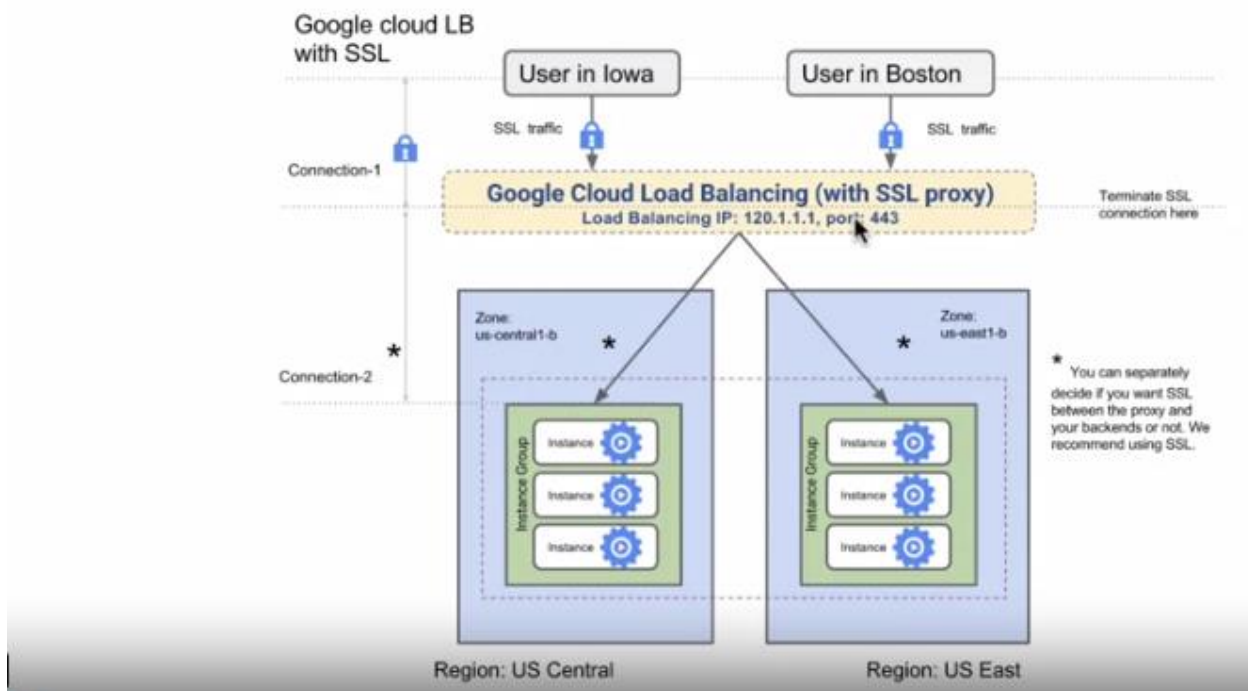 Google cloud LB
with SSL
User in Iowa
User in Boston
SSL traffic
SSL traffic
Connection-1
Google Cloud Load Balancing (with SSL proxy)
Load Balancing IP: 120.1.1.1, port: 443
Terminate SSL
connection here
Zone:
us-central1-b
Zone:
us-east1-b
*
*
*
Connection-2
*
You can separately
decide if you want SSL
between the proxy and
your backends or not. We
recommend using SSL.
Instance Group
Instance
Instance
Instance
Instance Group
Instance
Instance
Instance
Region: US Central
Region: US East